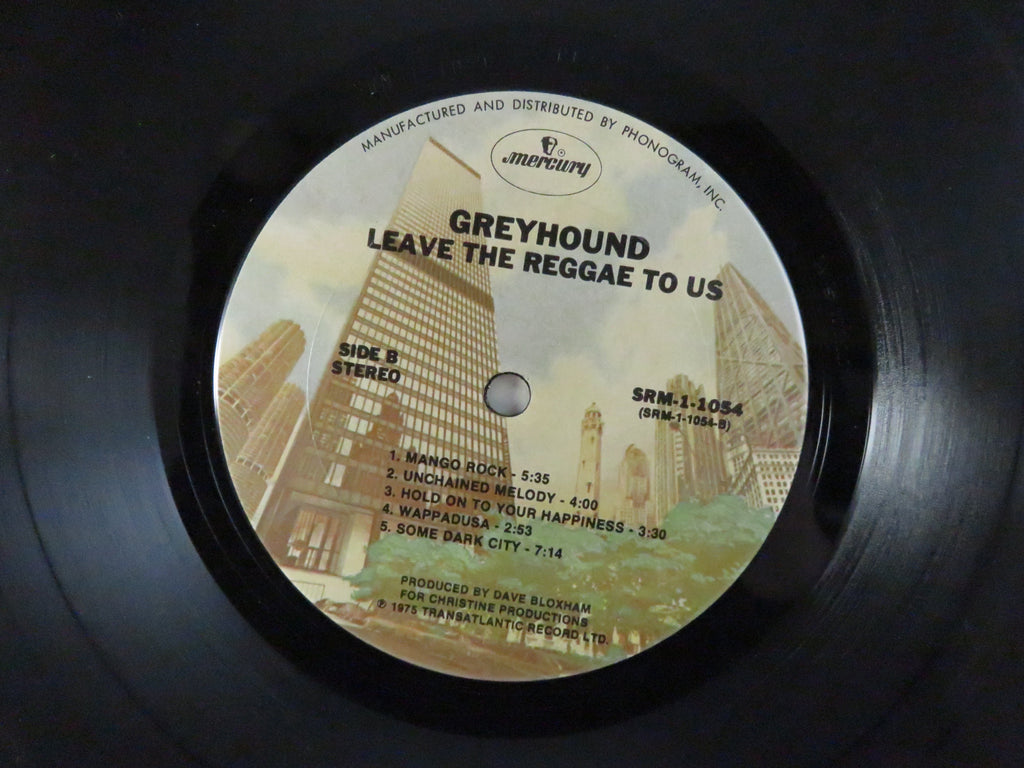 MANUFACTURED AND DISTRIBUTED BY PHONOGRAM, INC.
mercury
GREYHOUND
LEAVE THE REGGAE TO US
SIDE B
STEREO
SRM-1-1054
(SRM-1-1054-B)
1. MANGO ROCK - 5:35
2. UNCHAINED MELODY - 4:00
3. HOLD ON TO YOUR HAPPINESS - 3:30
4. WAPPADUSA - 2:53
5. SOME DARK CITY - 7:14
PRODUCED BY DAVE BLOXHAM
FOR CHRISTINE PRODUCTIONS
℗ 1975 TRANSATLANTIC RECORD LTD.